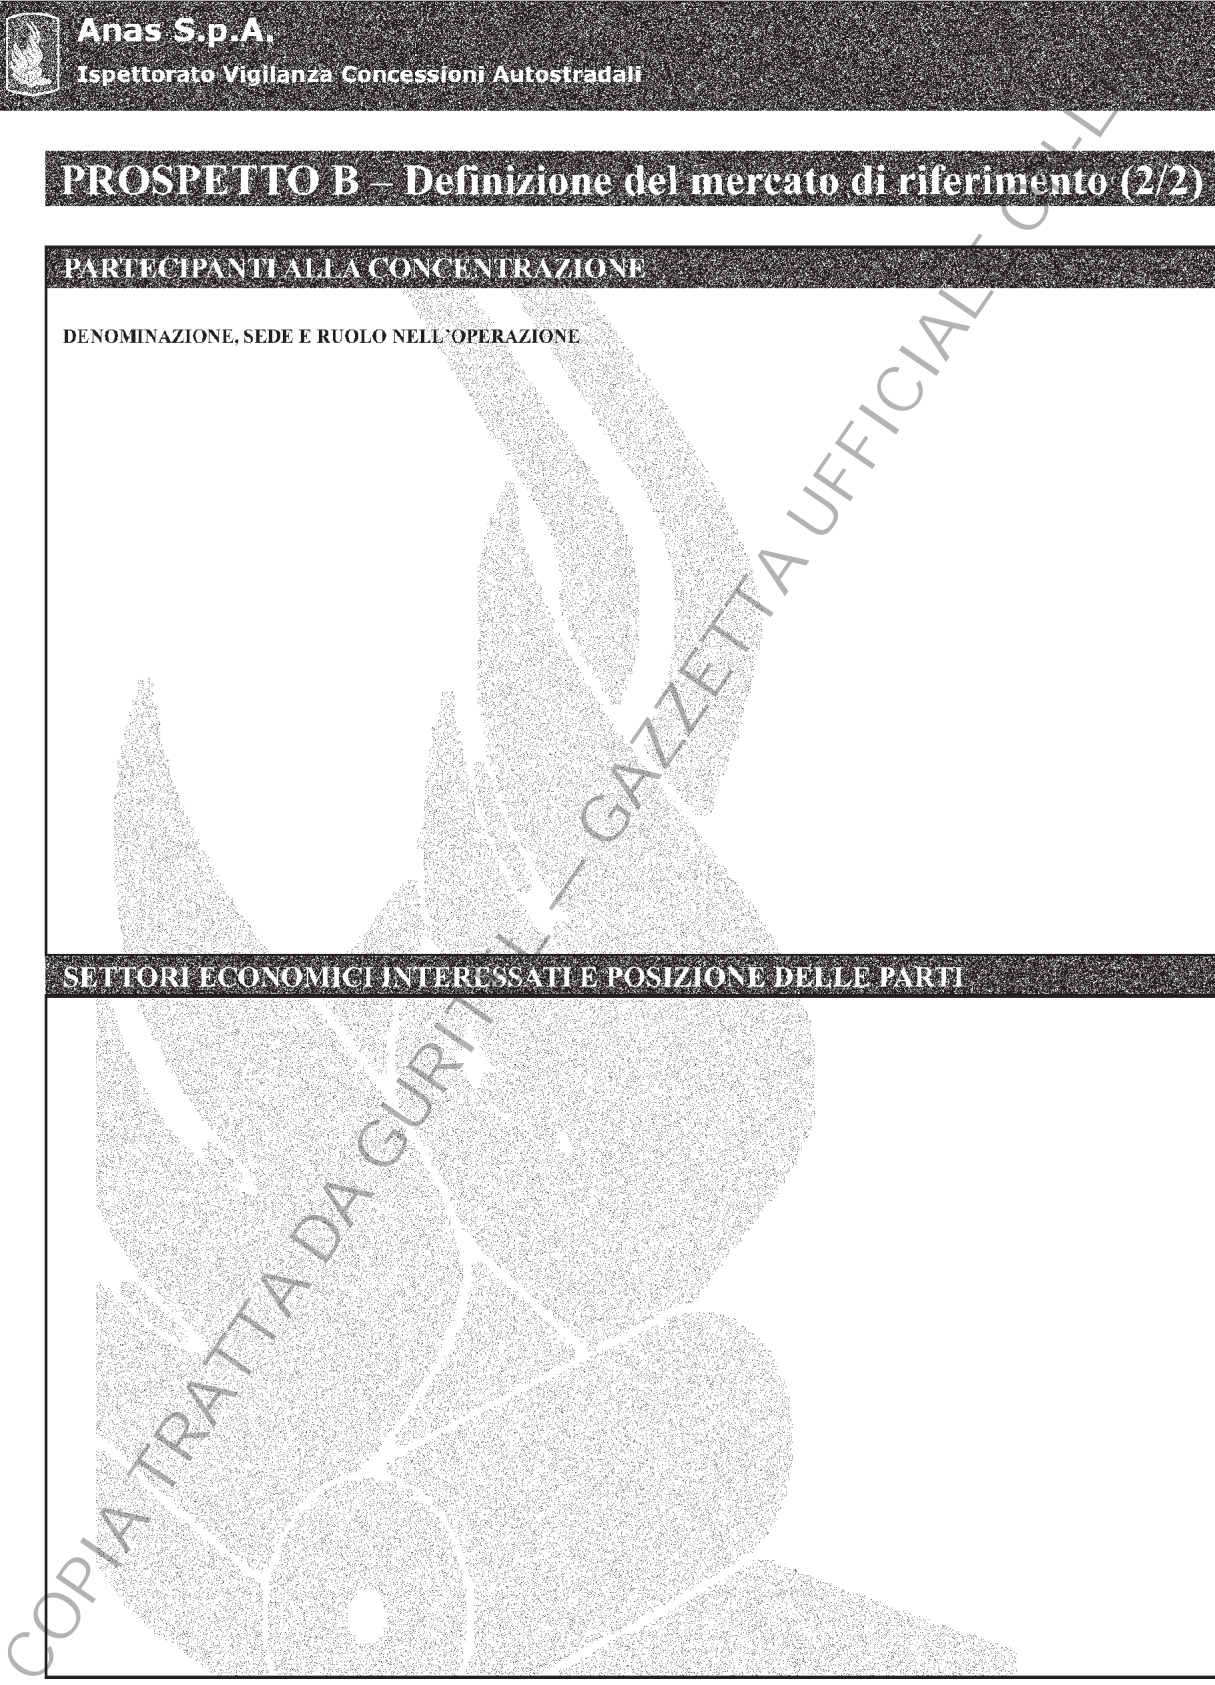 Anas S.p.A.
Ispettorato Vigilanza Concessioni Autostradali
PROSPETTO B – Definizione del mercato di riferimento (2/2)
PARTECIPANTI ALLA CONCENTRAZIONE
DENOMINAZIONE, SEDE E RUOLO NELL'OPERAZIONE
SETTORI ECONOMICI INTERESSATI E POSIZIONE DELLE PARTI
COPIA TRATTA DA GURITEL — GAZZETTA UFFICIALE ON-L